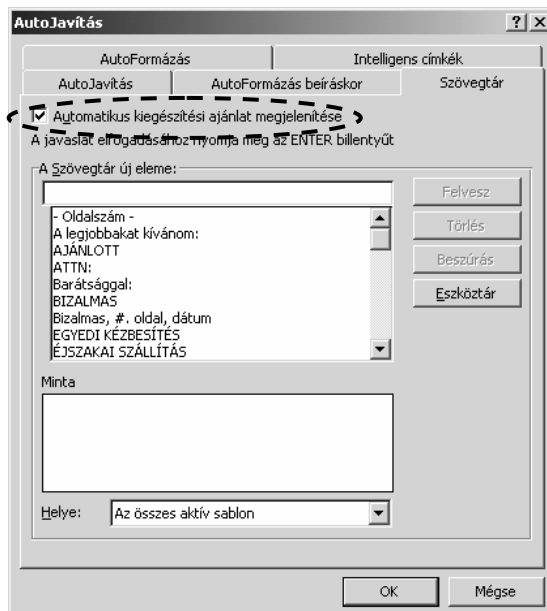 AutoJavítás
AutoFormázás
Intelligens címkék
AutoJavítás
AutoFormázás beíráskor
Szövegtár
Automatikus kiegészítési ajánlat megjelenítése
A javaslat elfogadásához nyomja meg az ENTER billentyűt
A Szövegtár új eleme:
Felvesz
- Oldalszám -
A legjobbakat kívánom:
AJÁNLOTT
ATTN:
Barátsággal:
BIZALMAS
Bizalmas, #. oldal, dátum
EGYEDI KÉZBESÍTÉS
ÉJSZAKAI SZÁLLÍTÁS
Törlés
Beszúrás
Eszköztár
Minta
Helye:
Az összes aktív sablon
OK
Mégse